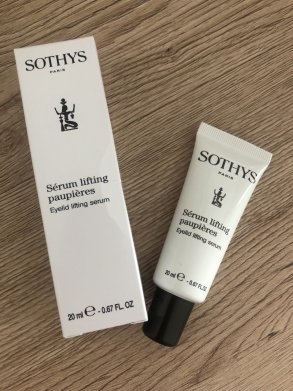 SOTHYS
PARIS
Sérum lifting
paupières
Eyelid lifting serum
20 ml ℮ - 0.67 FL. OZ
SOTHYS
PARIS
Sérum lifting
paupières
Eyelid lifting serum
20 ml ℮ - 0.67 FL. OZ